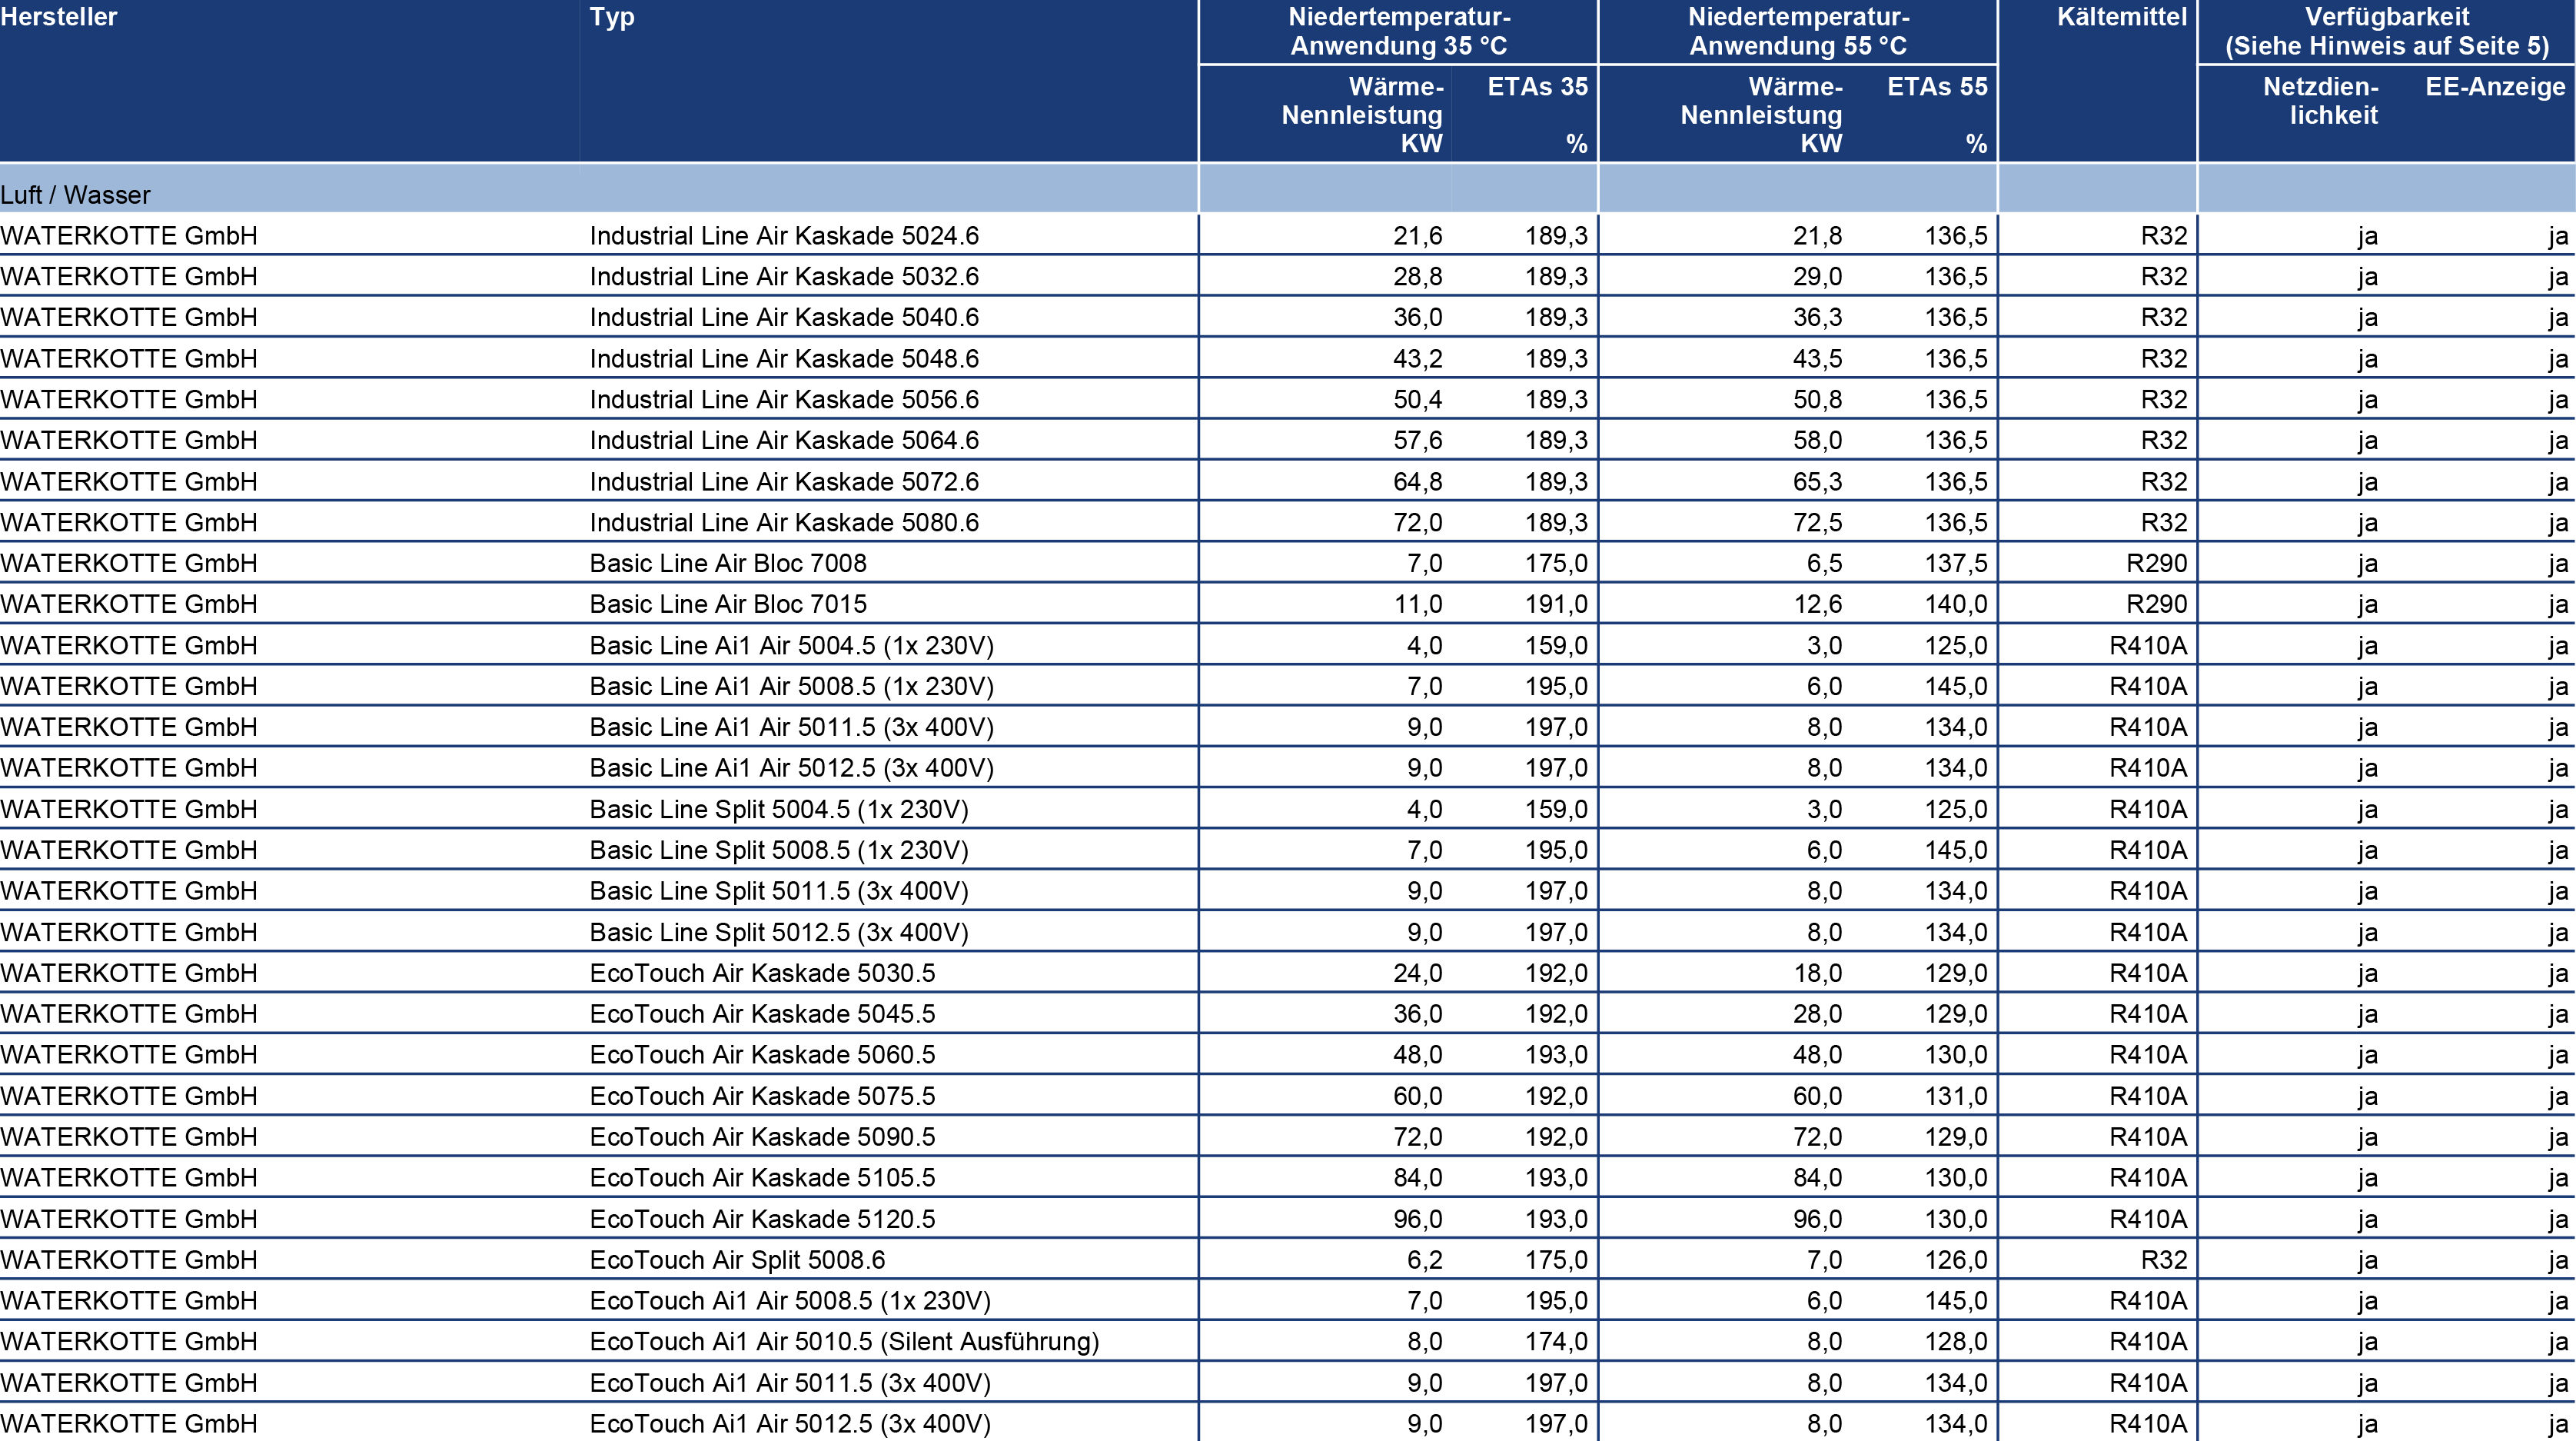 Hersteller Typ Niedertemperatur-Anwendung 35 °C Niedertemperatur-Anwendung 55 °C Kältemittel Verfügbarkeit (Siehe Hinweis auf Seite 5)
Wärme-Nennleistung KW ETAs 35 % Wärme-Nennleistung KW ETAs 55 % Netzdien-lichkeit EE-Anzeige
Luft / Wasser
WATERKOTTE GmbH Industrial Line Air Kaskade 5024.6 21,6 189,3 21,8 136,5 R32 ja ja
WATERKOTTE GmbH Industrial Line Air Kaskade 5032.6 28,8 189,3 29,0 136,5 R32 ja ja
WATERKOTTE GmbH Industrial Line Air Kaskade 5040.6 36,0 189,3 36,3 136,5 R32 ja ja
WATERKOTTE GmbH Industrial Line Air Kaskade 5048.6 43,2 189,3 43,5 136,5 R32 ja ja
WATERKOTTE GmbH Industrial Line Air Kaskade 5056.6 50,4 189,3 50,8 136,5 R32 ja ja
WATERKOTTE GmbH Industrial Line Air Kaskade 5064.6 57,6 189,3 58,0 136,5 R32 ja ja
WATERKOTTE GmbH Industrial Line Air Kaskade 5072.6 64,8 189,3 65,3 136,5 R32 ja ja
WATERKOTTE GmbH Industrial Line Air Kaskade 5080.6 72,0 189,3 72,5 136,5 R32 ja ja
WATERKOTTE GmbH Basic Line Air Bloc 7008 7,0 175,0 6,5 137,5 R290 ja ja
WATERKOTTE GmbH Basic Line Air Bloc 7015 11,0 191,0 12,6 140,0 R290 ja ja
WATERKOTTE GmbH Basic Line Ai1 Air 5004.5 (1x 230V) 4,0 159,0 3,0 125,0 R410A ja ja
WATERKOTTE GmbH Basic Line Ai1 Air 5008.5 (1x 230V) 7,0 195,0 6,0 145,0 R410A ja ja
WATERKOTTE GmbH Basic Line Ai1 Air 5011.5 (3x 400V) 9,0 197,0 8,0 134,0 R410A ja ja
WATERKOTTE GmbH Basic Line Ai1 Air 5012.5 (3x 400V) 9,0 197,0 8,0 134,0 R410A ja ja
WATERKOTTE GmbH Basic Line Split 5004.5 (1x 230V) 4,0 159,0 3,0 125,0 R410A ja ja
WATERKOTTE GmbH Basic Line Split 5008.5 (1x 230V) 7,0 195,0 6,0 145,0 R410A ja ja
WATERKOTTE GmbH Basic Line Split 5011.5 (3x 400V) 9,0 197,0 8,0 134,0 R410A ja ja
WATERKOTTE GmbH Basic Line Split 5012.5 (3x 400V) 9,0 197,0 8,0 134,0 R410A ja ja
WATERKOTTE GmbH EcoTouch Air Kaskade 5030.5 24,0 192,0 18,0 129,0 R410A ja ja
WATERKOTTE GmbH EcoTouch Air Kaskade 5045.5 36,0 192,0 28,0 129,0 R410A ja ja
WATERKOTTE GmbH EcoTouch Air Kaskade 5060.5 48,0 193,0 48,0 130,0 R410A ja ja
WATERKOTTE GmbH EcoTouch Air Kaskade 5075.5 60,0 192,0 60,0 131,0 R410A ja ja
WATERKOTTE GmbH EcoTouch Air Kaskade 5090.5 72,0 192,0 72,0 129,0 R410A ja ja
WATERKOTTE GmbH EcoTouch Air Kaskade 5105.5 84,0 193,0 84,0 130,0 R410A ja ja
WATERKOTTE GmbH EcoTouch Air Kaskade 5120.5 96,0 193,0 96,0 130,0 R410A ja ja
WATERKOTTE GmbH EcoTouch Air Split 5008.6 6,2 175,0 7,0 126,0 R32 ja ja
WATERKOTTE GmbH EcoTouch Ai1 Air 5008.5 (1x 230V) 7,0 195,0 6,0 145,0 R410A ja ja
WATERKOTTE GmbH EcoTouch Ai1 Air 5010.5 (Silent Ausführung) 8,0 174,0 8,0 128,0 R410A ja ja
WATERKOTTE GmbH EcoTouch Ai1 Air 5011.5 (3x 400V) 9,0 197,0 8,0 134,0 R410A ja ja
WATERKOTTE GmbH EcoTouch Ai1 Air 5012.5 (3x 400V) 9,0 197,0 8,0 134,0 R410A ja ja